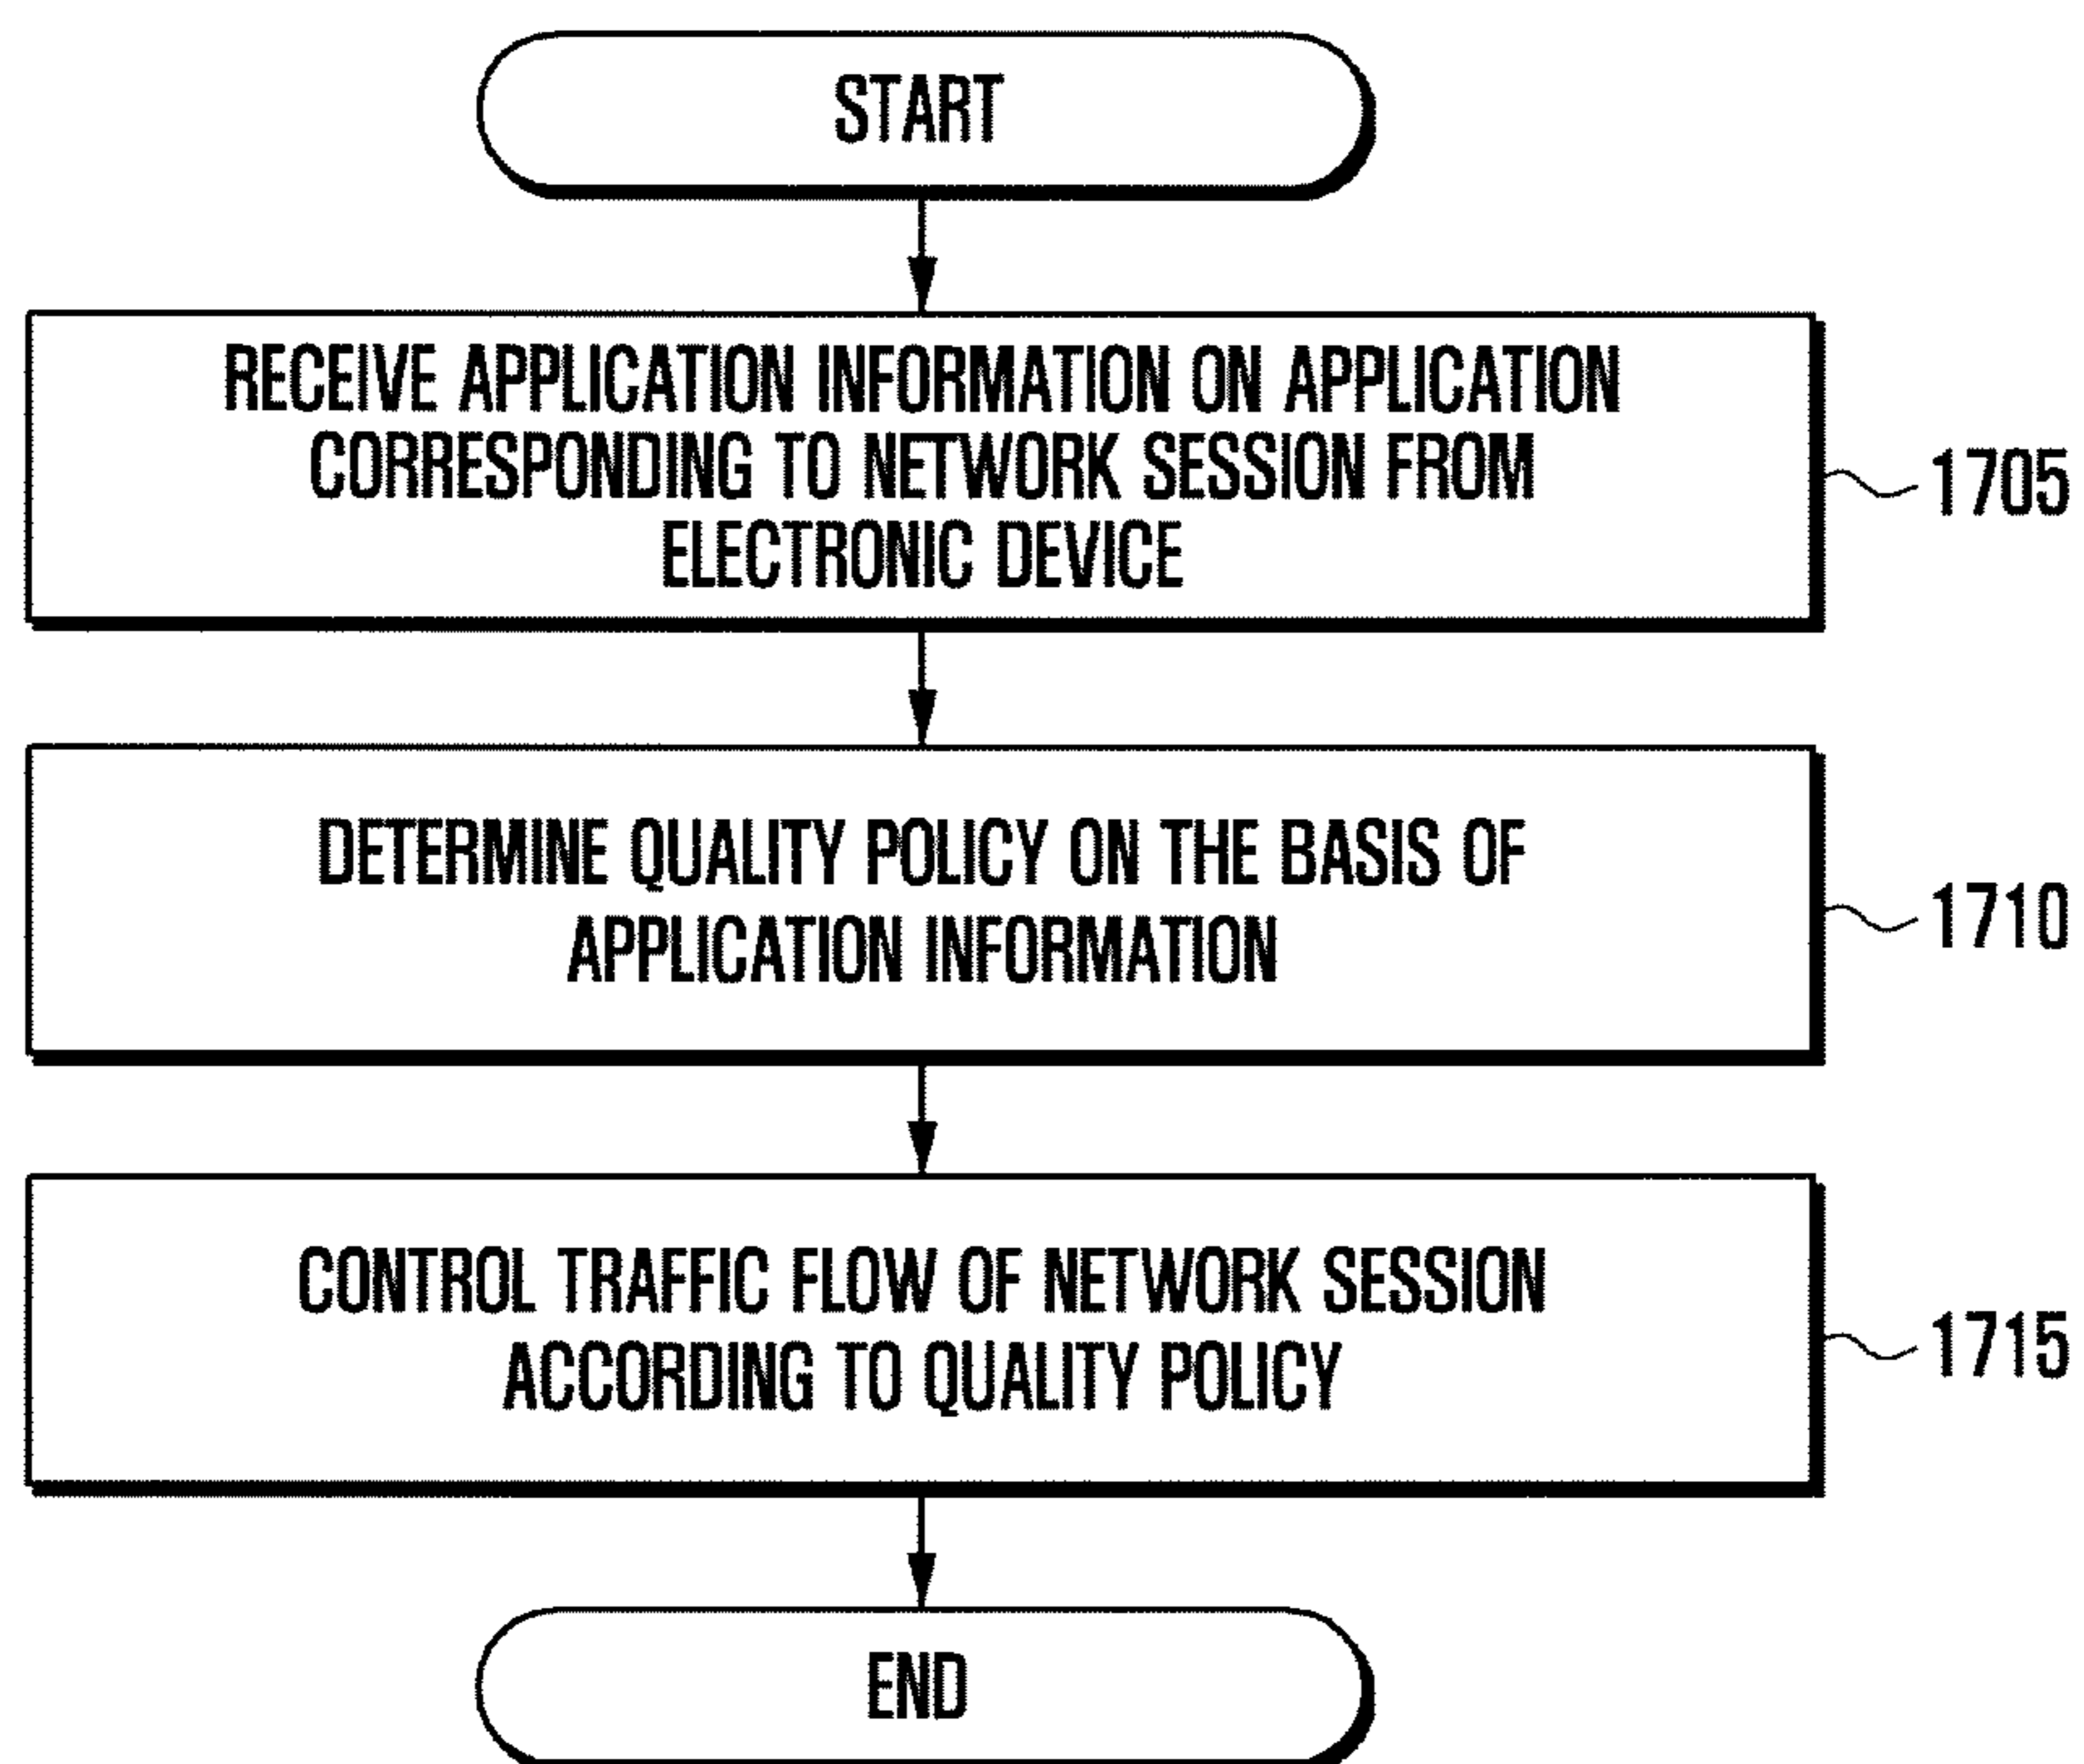 START
RECEIVE APPLICATION INFORMATION ON APPLICATION
CORRESPONDING TO NETWORK SESSION FROM
ELECTRONIC DEVICE
1705
DETERMINE QUALITY POLICY ON THE BASIS OF
APPLICATION INFORMATION
1710
CONTROL TRAFFIC FLOW OF NETWORK SESSION
ACCORDING TO QUALITY POLICY
1715
END